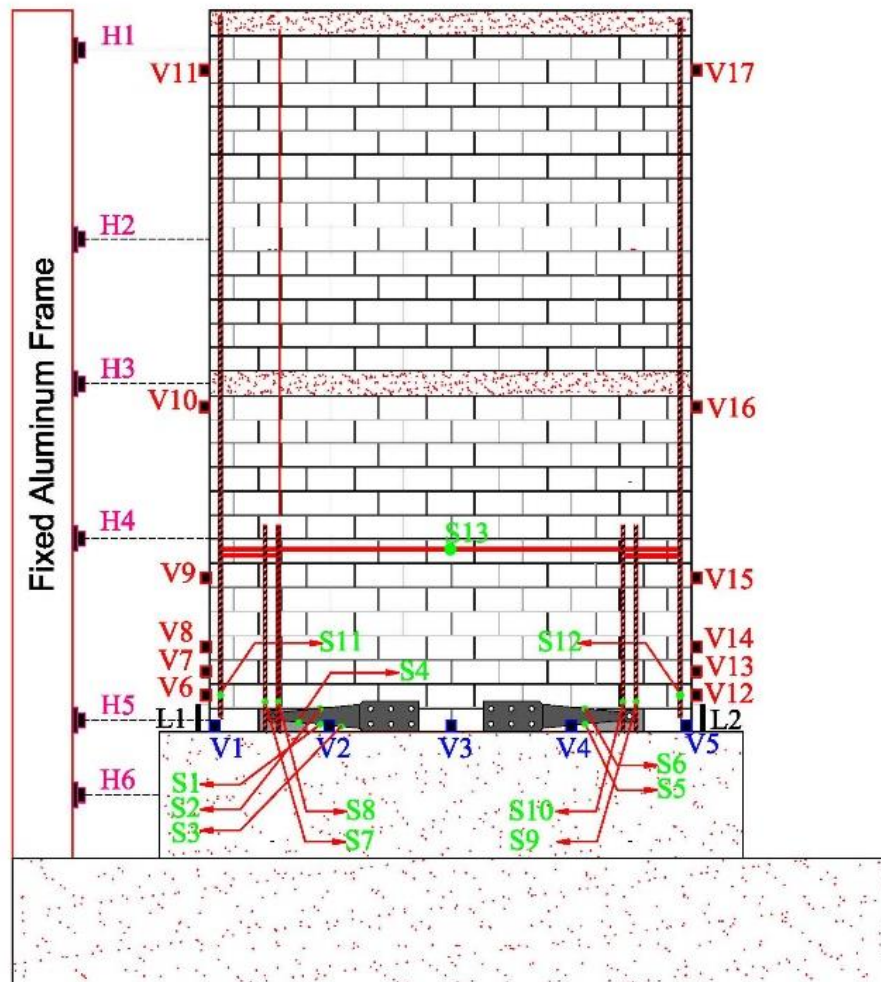 H1
V11
V17
H2
Fixed Aluminum Frame
H3
V10
V16
H4
S13
V9
V15
V8
S11
S12
V14
V7
S4
V13
V6
V12
H5
L1
L2
V1
V2
V3
V4
V5
S6
H6
S1
S5
S2
S8
S10
S3
S7
S9